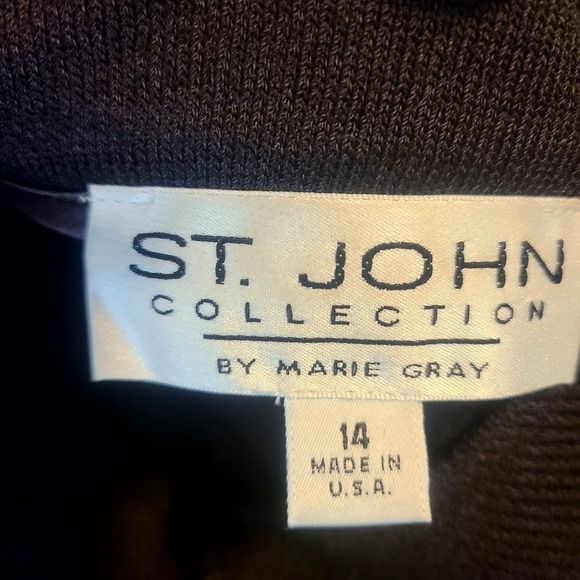 ST. JOHN
COLLECTION
BY MARIE GRAY
14
MADE IN
U.S.A.